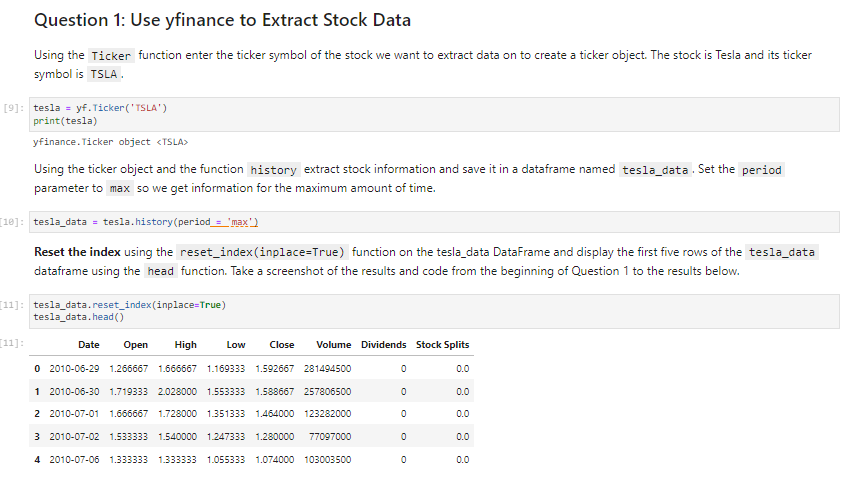 Question 1: Use yfinance to Extract Stock Data
Using the Ticker function enter the ticker symbol of the stock we want to extract data on to create a ticker object. The stock is Tesla and its ticker
symbol is TSLA.
[9]: tesla = yf.Ticker('TSLA')
print(tesla)
yfinance.Ticker object <TSLA>
Using the ticker object and the function history extract stock information and save it in a dataframe named tesla_data. Set the period
parameter to max so we get information for the maximum amount of time.
[10]: tesla_data = tesla.history(period = 'max')
Reset the index using the reset_index(inplace=True) function on the tesla_data DataFrame and display the first five rows of the tesla_data
dataframe using the head function. Take a screenshot of the results and code from the beginning of Question 1 to the results below.
[11]: tesla_data.reset_index(inplace=True)
tesla_data.head()
[11]: Date Open High Low Close Volume Dividends Stock Splits
0 2010-06-29 1.266667 1.666667 1.169333 1.592667 281494500 0 0.0
1 2010-06-30 1.719333 2.028000 1.553333 1.588667 257806500 0 0.0
2 2010-07-01 1.666667 1.728000 1.351333 1.464000 123282000 0 0.0
3 2010-07-02 1.533333 1.540000 1.247333 1.280000 77097000 0 0.0
4 2010-07-06 1.333333 1.333333 1.055333 1.074000 103003500 0 0.0